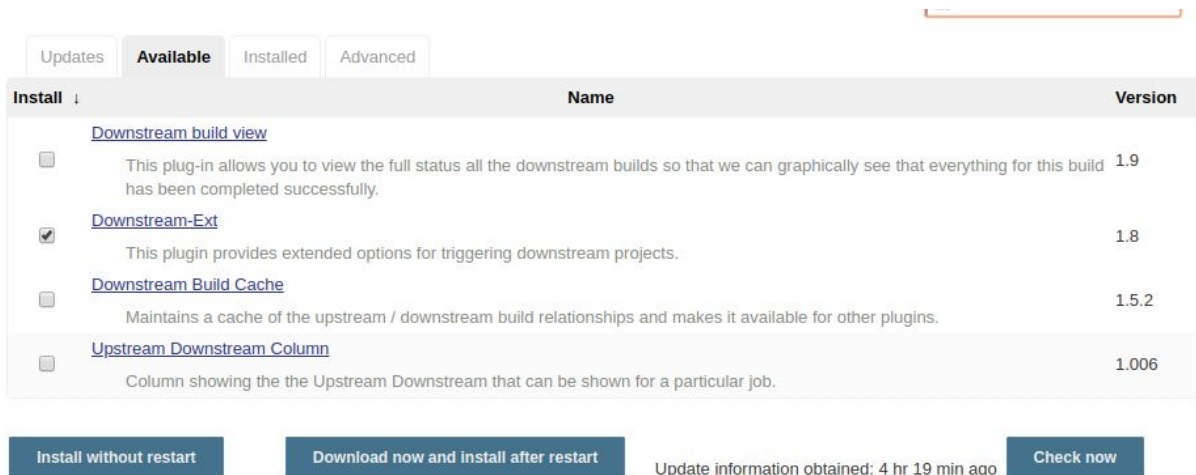 Updates Available Installed Advanced
Install ↓ Name Version
Downstream build view
This plug-in allows you to view the full status all the downstream builds so that we can graphically see that everything for this build 1.9
has been completed successfully.
Downstream-Ext
1.8
This plugin provides extended options for triggering downstream projects.
Downstream Build Cache
1.5.2
Maintains a cache of the upstream / downstream build relationships and makes it available for other plugins.
Upstream Downstream Column
1.006
Column showing the the Upstream Downstream that can be shown for a particular job.
Install without restart Download now and install after restart Update information obtained: 4 hr 19 min ago Check now